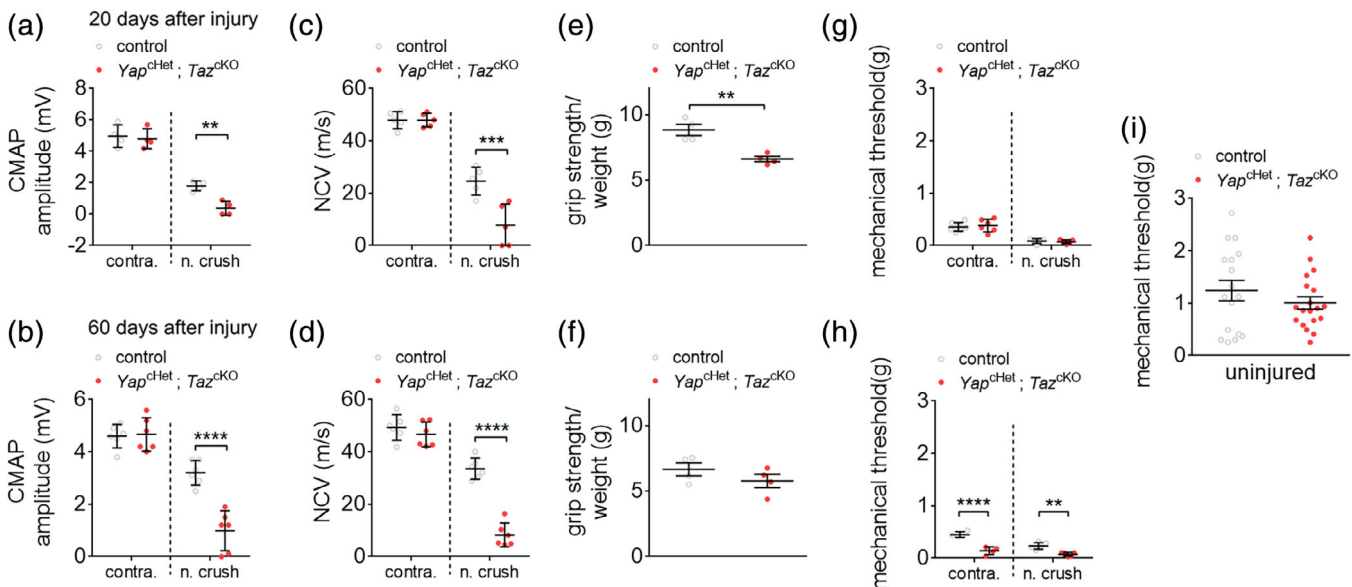 (a) 20 days after injury
control
Yap^cHet ; Taz^cKO
CMAP
amplitude (mV)
8
6
4
2
0
-2
**
contra. n. crush
(c)
control
Yap^cHet ; Taz^cKO
NCV (m/s)
60
40
20
0
***
contra. n. crush
(e)
control
Yap^cHet ; Taz^cKO
grip strength/
weight (g)
10
5
0
**
(g)
control
Yap^cHet ; Taz^cKO
mechanical threshold(g)
3
2
1
0
contra. n. crush
(i)
control
Yap^cHet ; Taz^cKO
mechanical threshold(g)
3
2
1
0
uninjured
(b) 60 days after injury
control
Yap^cHet ; Taz^cKO
CMAP
amplitude (mV)
6
4
2
0
****
contra. n. crush
(d)
control
Yap^cHet ; Taz^cKO
NCV (m/s)
60
40
20
0
****
contra. n. crush
(f)
control
Yap^cHet ; Taz^cKO
grip strength/
weight (g)
10
5
0
(h)
control
Yap^cHet ; Taz^cKO
mechanical threshold(g)
3
2
1
0
**** **
contra. n. crush